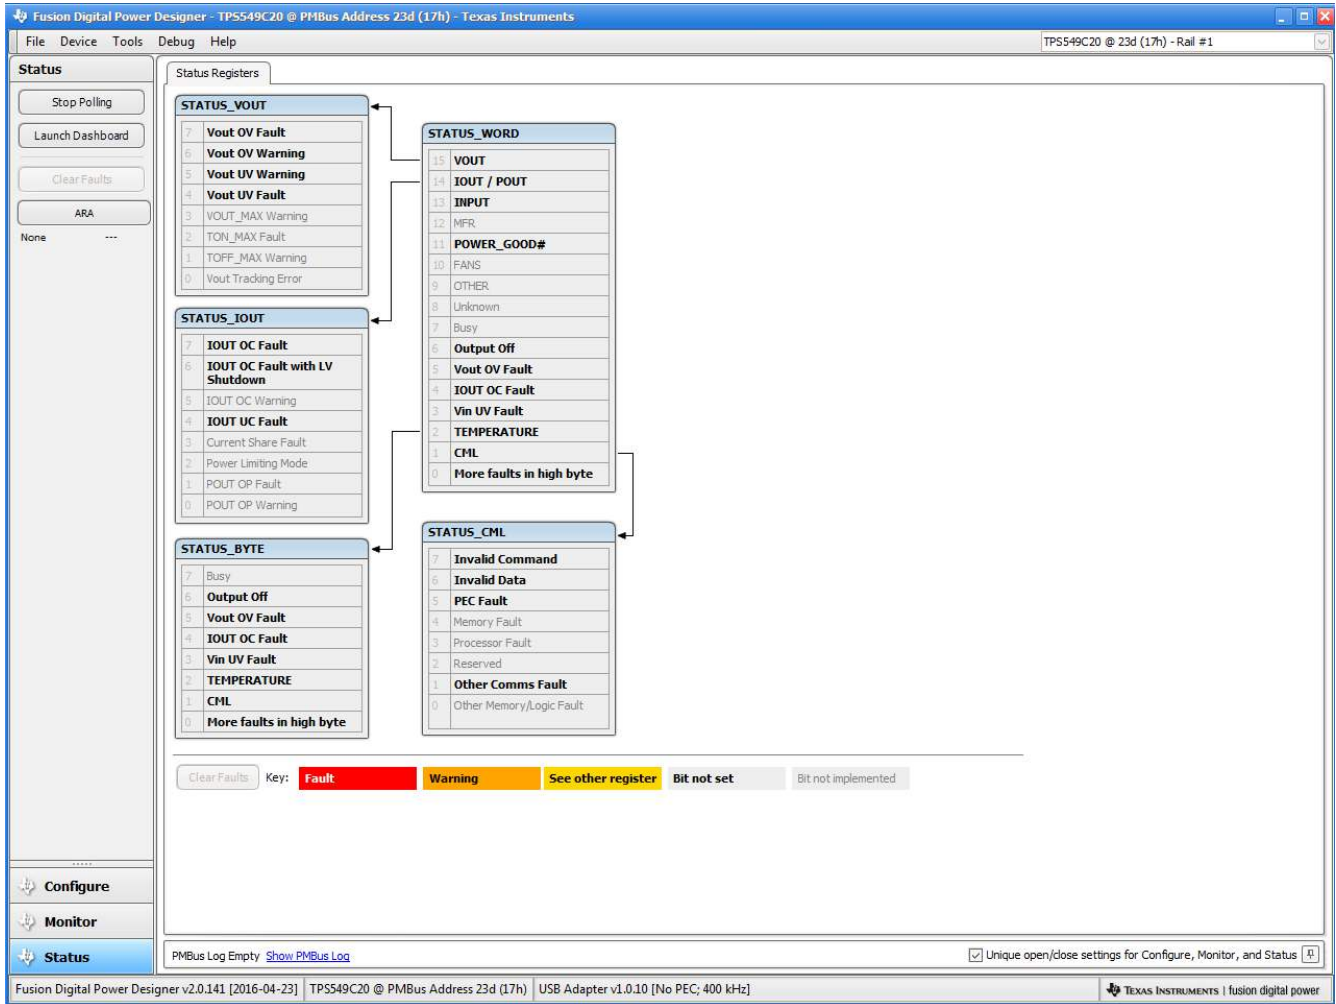 Fusion Digital Power Designer - TPS549C20 @ PMBus Address 23d (17h) - Texas Instruments
File Device Tools Debug Help
TPS549C20 @ 23d (17h) - Rail #1
Status
Stop Polling
Launch Dashboard
Clear Faults
ARA
None ---
Status Registers
STATUS_VOUT
7 Vout OV Fault
6 Vout OV Warning
5 Vout UV Warning
4 Vout UV Fault
3 VOUT_MAX Warning
2 TON_MAX Fault
1 TOFF_MAX Warning
0 Vout Tracking Error
STATUS_IOUT
7 IOUT OC Fault
6 IOUT OC Fault with LV
Shutdown
5 IOUT OC Warning
4 IOUT UC Fault
3 Current Share Fault
2 Power Limiting Mode
1 POUT OP Fault
0 POUT OP Warning
STATUS_BYTE
7 Busy
6 Output Off
5 Vout OV Fault
4 IOUT OC Fault
3 Vin UV Fault
2 TEMPERATURE
1 CML
0 More faults in high byte
STATUS_WORD
15 VOUT
14 IOUT / POUT
13 INPUT
12 MFR
11 POWER_GOOD#
10 FANS
9 OTHER
8 Unknown
7 Busy
6 Output Off
5 Vout OV Fault
4 IOUT OC Fault
3 Vin UV Fault
2 TEMPERATURE
1 CML
0 More faults in high byte
STATUS_CML
7 Invalid Command
6 Invalid Data
5 PEC Fault
4 Memory Fault
3 Processor Fault
2 Reserved
1 Other Comms Fault
0 Other Memory/Logic Fault
Clear Faults Key: Fault Warning See other register Bit not set Bit not implemented
Configure
Monitor
Status
PMBus Log Empty Show PMBus Log
Unique open/close settings for Configure, Monitor, and Status
Fusion Digital Power Designer v2.0.141 [2016-04-23] TPS549C20 @ PMBus Address 23d (17h) USB Adapter v1.0.10 [No PEC; 400 kHz]
TEXAS INSTRUMENTS | fusion digital power